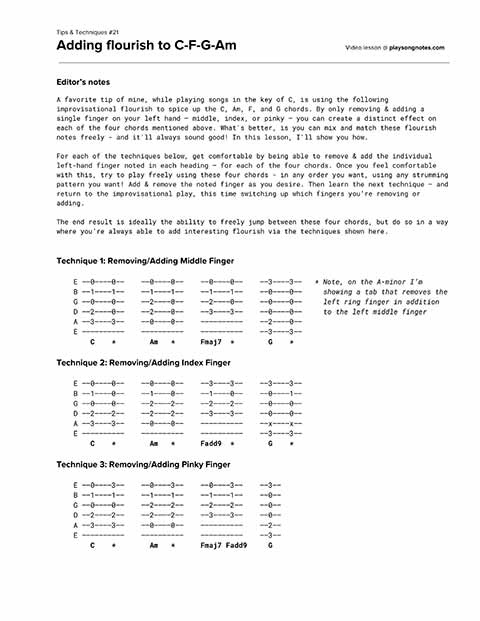 Tips & Techniques #21
Adding flourish to C-F-G-Am
Video lesson @ playsongnotes.com
Editor's notes
A favorite tip of mine, while playing songs in the key of C, is using the following
improvisational flourish to spice up the C, Am, F, and G chords. By only removing & adding a
single finger on your left hand – middle, index, or pinky – you can create a distinct effect on
each of the four chords mentioned above. What's better, is you can mix and match these flourish
notes freely - and it'll always sound good! In this lesson, I'll show you how.
For each of the techniques below, get comfortable by being able to remove & add the individual
left-hand finger noted in each heading – for each of the four chords. Once you feel comfortable
with this, try to play freely using these four chords - in any order you want, using any strumming
pattern you want! Add & remove the noted finger as you desire. Then learn the next technique – and
return to the improvisational play, this time switching up which fingers you're removing or
adding.
The end result is ideally the ability to freely jump between these four chords, but do so in a way
where you're always able to add interesting flourish via the techniques shown here.
Technique 1: Removing/Adding Middle Finger
E --0----0-- --0----0-- --0----0-- --3----3-- * Note, on the A-minor I'm
B --1----1-- --1----1-- --1----1-- --0----0-- showing a tab that removes the
G --0----0-- --2----0-- --2----0-- --0----0-- left ring finger in addition
D --2----0-- --2----0-- --3----3-- --0----0-- to the left middle finger
A --3----3-- --0----0-- ---------- --2----0--
E ---------- ---------- ---------- --3----3--
C * Am * Fmaj7 * G *
Technique 2: Removing/Adding Index Finger
E --0----0-- --0----0-- --3----3-- --3----3--
B --1----0-- --1----0-- --1----0-- --0----1--
G --0----0-- --2----2-- --2----2-- --0----0--
D --2----2-- --2----2-- --3----3-- --0----0--
A --3----3-- --0----0-- ---------- --x----x--
E ---------- ---------- ---------- --3----3--
C * Am * Fadd9 * G *
Technique 3: Removing/Adding Pinky Finger
E --0----3-- --0----3-- --0----3-- --3--
B --1----1-- --1----1-- --1----1-- --0--
G --0----0-- --2----2-- --2----2-- --0--
D --2----2-- --2----2-- --3----3-- --0--
A --3----3-- --0----0-- ---------- --2--
E ---------- ---------- ---------- --3--
C * Am * Fmaj7 Fadd9 G